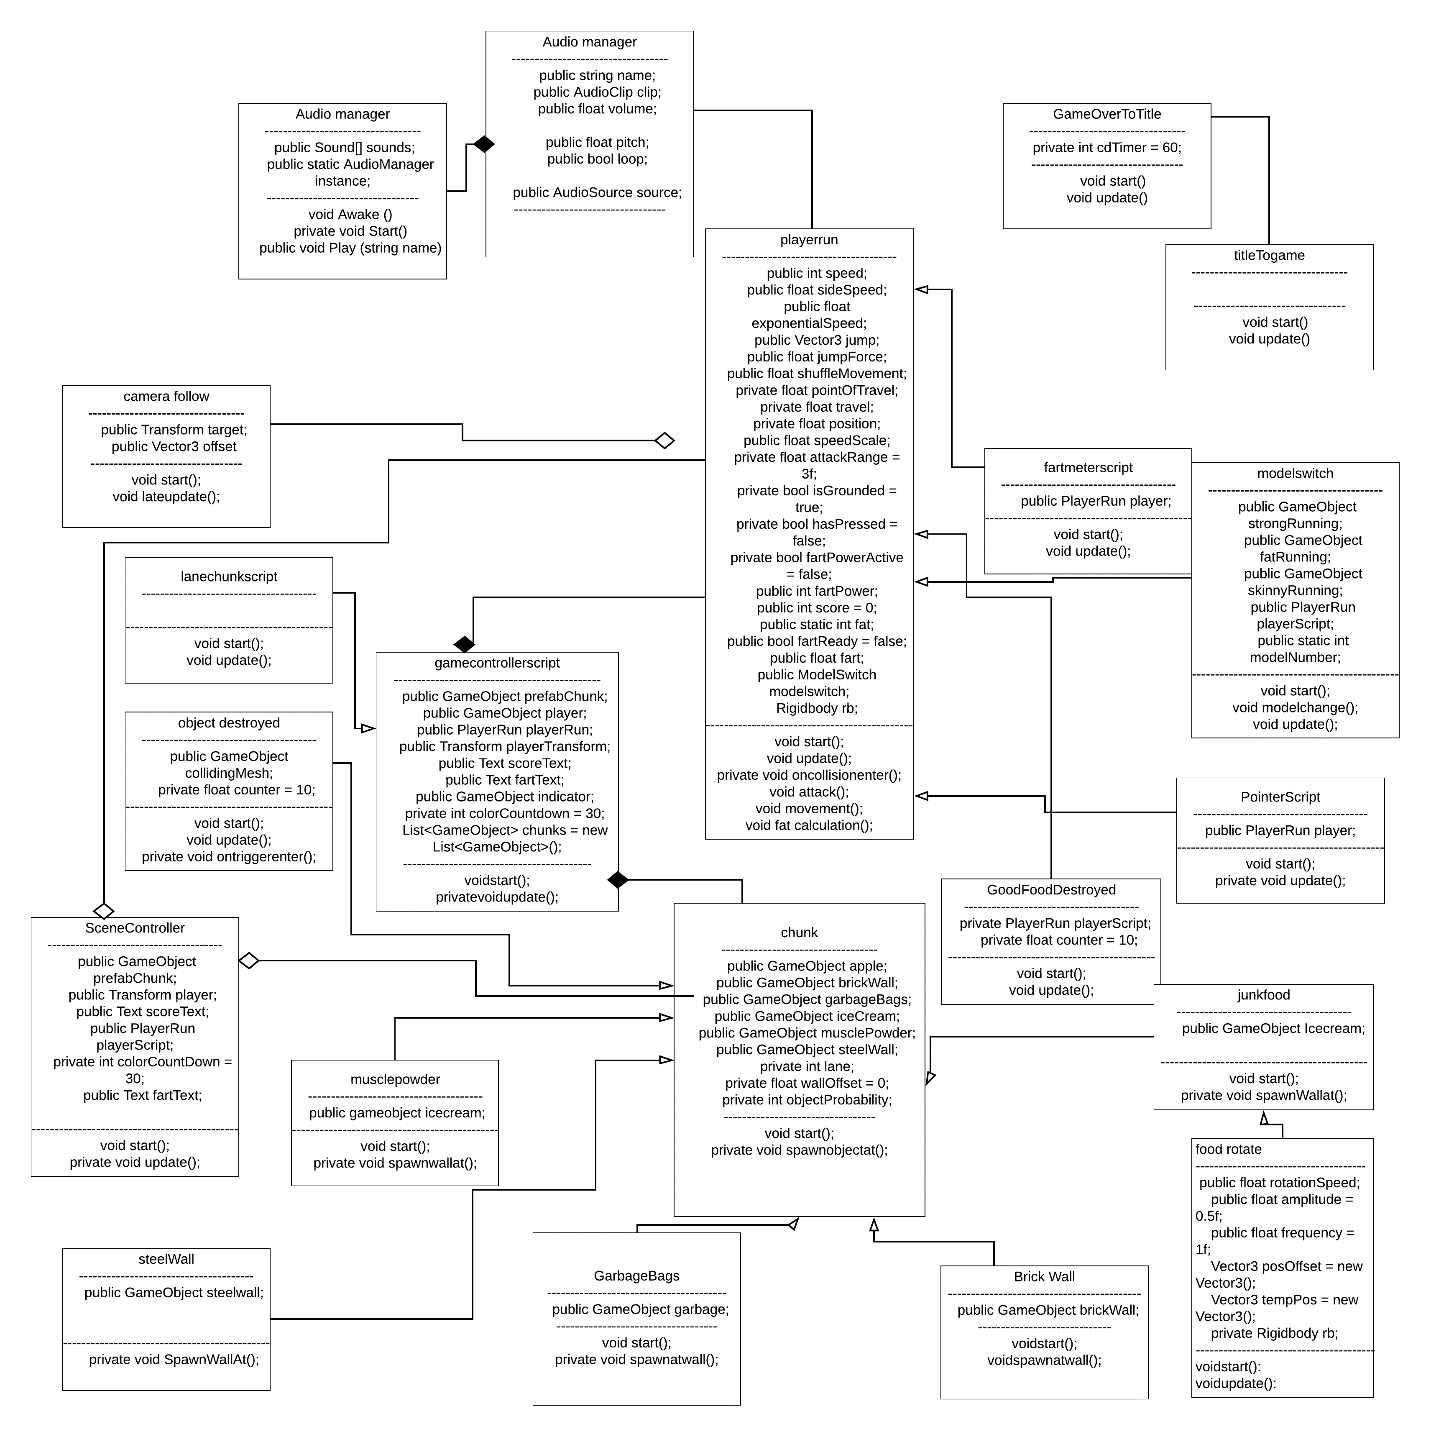 Audio manager
public string name;
public AudioClip clip;
public float volume;
public float pitch;
public bool loop;
public AudioSource source;
Audio manager
public Sound[] sounds;
public static AudioManager
instance;
void Awake ()
private void Start()
public void Play (string name)
GameOverToTitle
private int cdTimer = 60;
void start()
void update()
titleTogame
void start()
void update()
playerrun
public int speed;
public float sideSpeed;
public float
exponentialSpeed;
public Vector3 jump;
public float jumpForce;
public float shuffleMovement;
private float pointOfTravel;
private float travel;
private float position;
public float speedScale;
private float attackRange =
3f;
private bool isGrounded =
true;
private bool hasPressed =
false;
private bool fartPowerActive
= false;
public int fartPower;
public int score = 0;
public static int fat;
public bool fartReady = false;
public float fart;
public ModelSwitch
modelswitch;
Rigidbody rb;
void start();
void update();
private void oncollisionenter();
void attack();
void movement();
void fat calculation();
camera follow
public Transform target;
public Vector3 offset
void start();
void lateupdate();
fartmeterscript
public PlayerRun player;
void start();
void update();
modelswitch
public GameObject
strongRunning;
public GameObject
fatRunning;
public GameObject
skinnyRunning;
public PlayerRun
playerScript;
public static int
modelNumber;
void start();
void modelchange();
void update();
lanechunkscript
void start();
void update();
gamecontrollerscript
public GameObject prefabChunk;
public GameObject player;
public PlayerRun playerRun;
public Transform playerTransform;
public Text scoreText;
public Text fartText;
public GameObject indicator;
private int colorCountdown = 30;
List<GameObject> chunks = new
List<GameObject>();
voidstart();
privatevoidupdate();
object destroyed
public GameObject
collidingMesh;
private float counter = 10;
void start();
void update();
private void ontriggerenter();
PointerScript
public PlayerRun player;
void start();
private void update();
GoodFoodDestroyed
private PlayerRun playerScript;
private float counter = 10;
void start();
void update();
SceneController
public GameObject
prefabChunk;
public Transform player;
public Text scoreText;
public PlayerRun
playerScript;
private int colorCountDown =
30;
public Text fartText;
void start();
private void update();
chunk
public GameObject apple;
public GameObject brickWall;
public GameObject garbageBags;
public GameObject iceCream;
public GameObject musclePowder;
public GameObject steelWall;
private int lane;
private float wallOffset = 0;
private int objectProbability;
void start();
private void spawnobjectat();
junkfood
public GameObject Icecream;
void start();
private void spawnWallat();
musclepowder
public gameobject icecream;
void start();
private void spawnwallat();
food rotate
public float rotationSpeed;
public float amplitude =
0.5f;
public float frequency =
1f;
Vector3 posOffset = new
Vector3();
Vector3 tempPos = new
Vector3();
private Rigidbody rb;
voidstart():
voidupdate():
steelWall
public GameObject steelwall;
private void SpawnWallAt();
GarbageBags
public GameObject garbage;
void start();
private void spawnatwall();
Brick Wall
public GameObject brickWall;
voidstart();
voidspawnatwall();